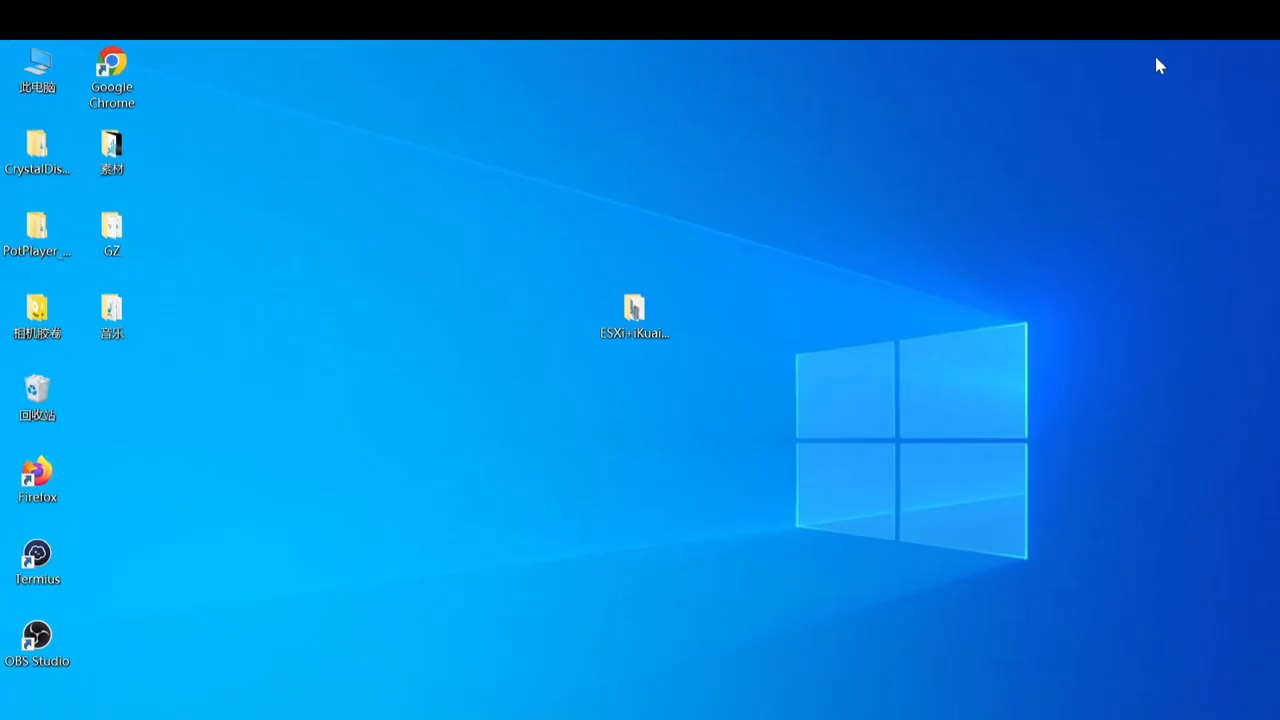 此电脑
Google
Chrome
CrystalDis...
素材
PotPlayer_...
GZ
相机胶卷
音乐
ESXi+iKuai...
回收站
Firefox
Termius
OBS Studio